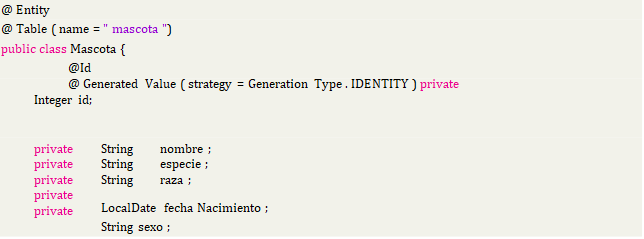 @ Entity
@ Table ( name = " mascota ")
public class Mascota {
@Id
@ Generated Value ( strategy = Generation Type . IDENTITY ) private
Integer id;
private String nombre ;
private String especie ;
private String raza ;
private
private LocalDate fecha Nacimiento ;
String sexo ;